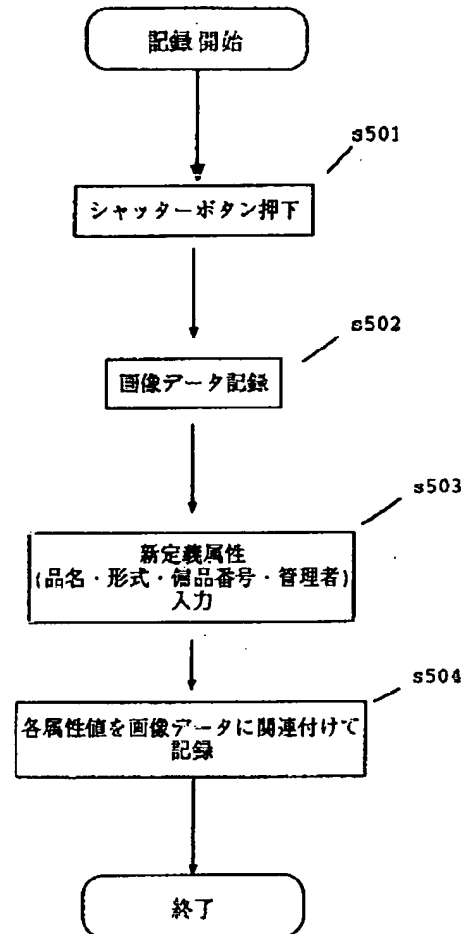 記録開始
s501
シャッターボタン押下
s502
画像データ記録
s503
新定義属性
(品名・形式・備品番号・管理者)
入力
s504
各属性値を画像データに関連付けて
記録
終了